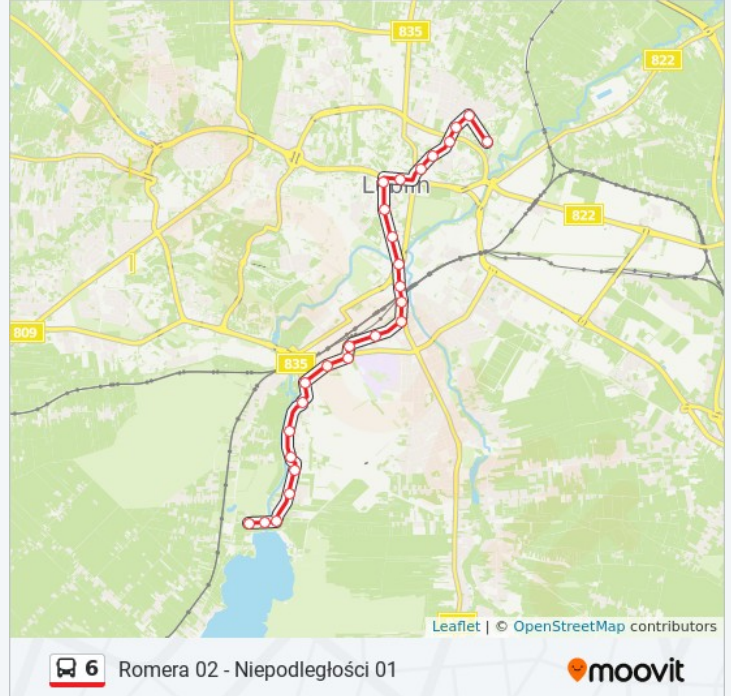 835
822
Lublin
822
809
835
Leaflet | © OpenStreetMap contributors
6 Romera 02 - Niepodległości 01
moovit